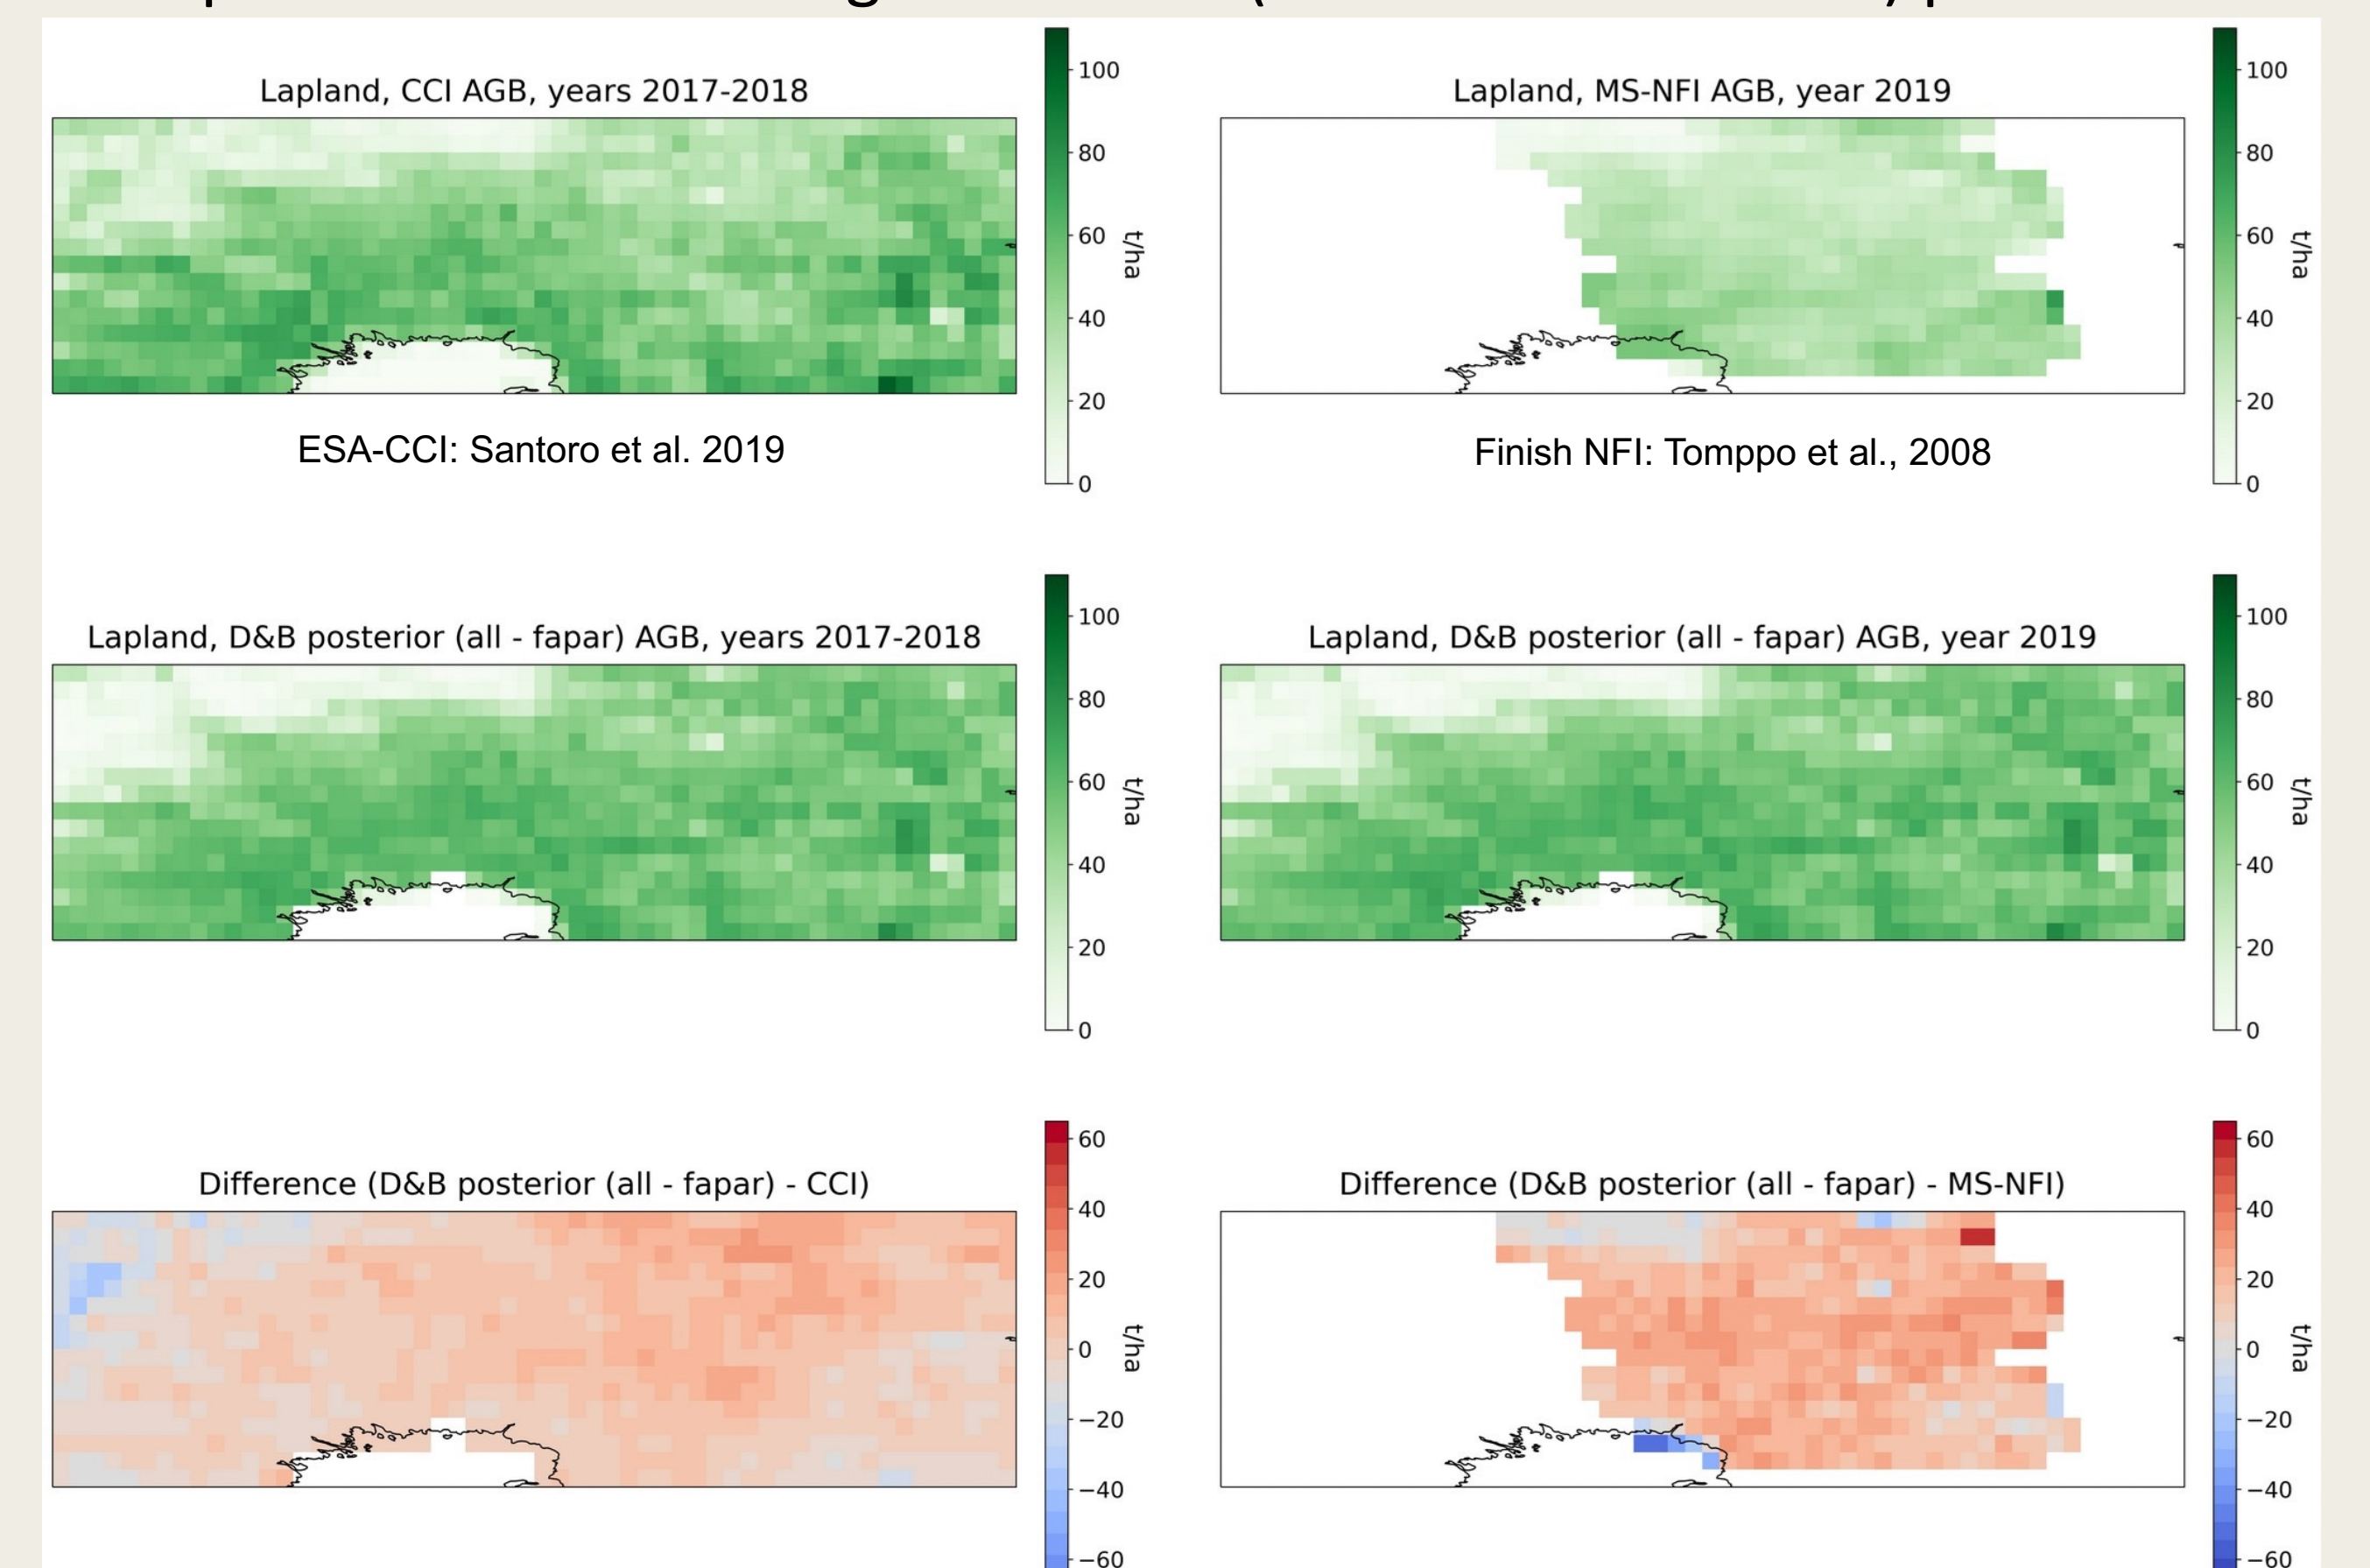 Lapland, CCI AGB, years 2017-2018
100
80
60
40
20
0
t/ha
ESA-CCI: Santoro et al. 2019
Lapland, MS-NFI AGB, year 2019
100
80
60
40
20
0
t/ha
Finish NFI: Tomppo et al., 2008
Lapland, D&B posterior (all - fapar) AGB, years 2017-2018
100
80
60
40
20
0
t/ha
Lapland, D&B posterior (all - fapar) AGB, year 2019
100
80
60
40
20
0
t/ha
Difference (D&B posterior (all - fapar) - CCI)
60
40
20
0
−20
−40
−60
t/ha
Difference (D&B posterior (all - fapar) - MS-NFI)
60
40
20
0
−20
−40
−60
t/ha